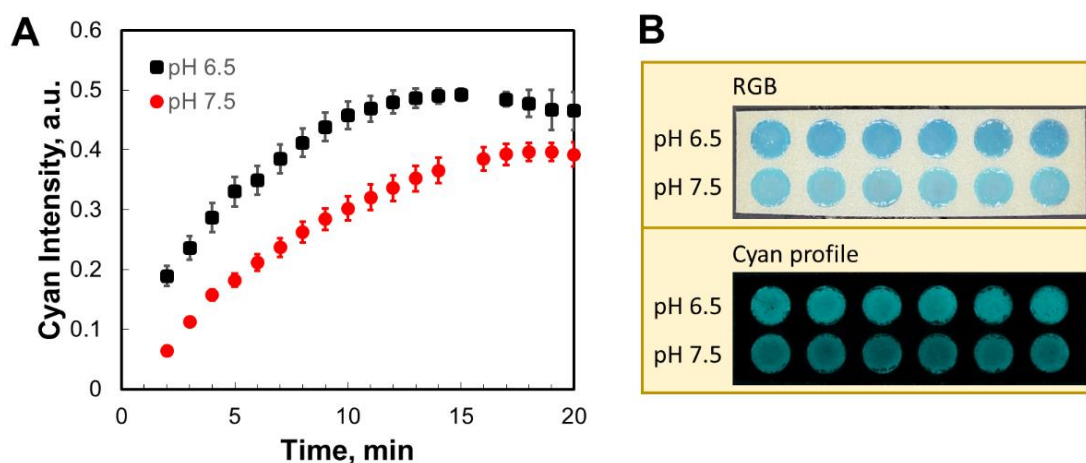 A
Cyan Intensity, a.u.
0.6
0.5
0.4
0.3
0.2
0.1
0
pH 6.5
pH 7.5
0
5
10
15
20
Time, min
B
RGB
pH 6.5
pH 7.5
Cyan profile
pH 6.5
pH 7.5